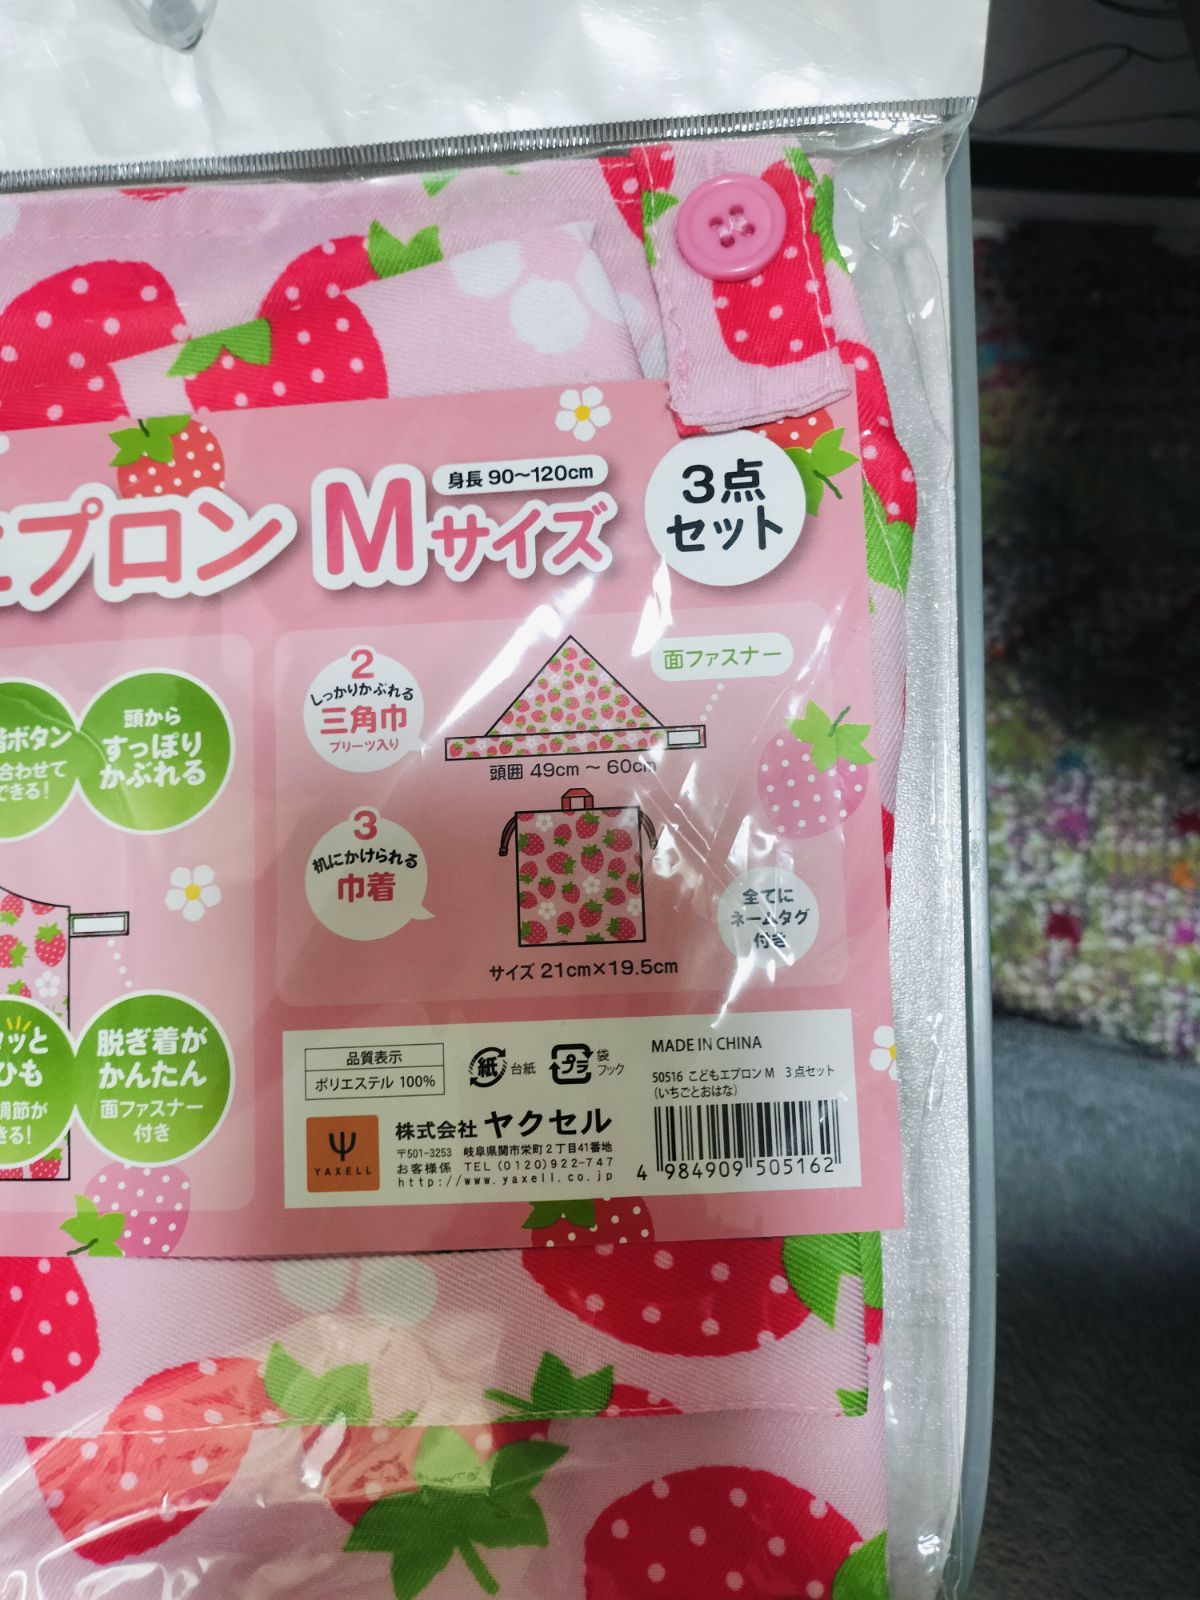 エプロン Mサイズ
身長 90〜120cm
3点
セット
ボタン
合わせて
できる!
頭から
すっぽり
かぶれる
2
しっかりかぶれる
三角巾
プリーツ入り
面ファスナー
頭囲 49cm 〜 60cm
3
机にかけられる
巾着
全てに
ネームタグ
付き
サイズ 21cm×19.5cm
ッと
ひも
調節が
きる!
脱ぎ着が
かんたん
面ファスナー
付き
品質表示
ポリエステル 100%
紙
台紙
プラ
袋
フック
MADE IN CHINA
50516 こどもエプロン M 3点セット
(いちごとおはな)
YAXELL
株式会社 ヤクセル
〒501-3253 岐阜県関市栄町2丁目41番地
お客様係 TEL(0120)922-747
http://www.yaxell.co.jp
4 984909 505162